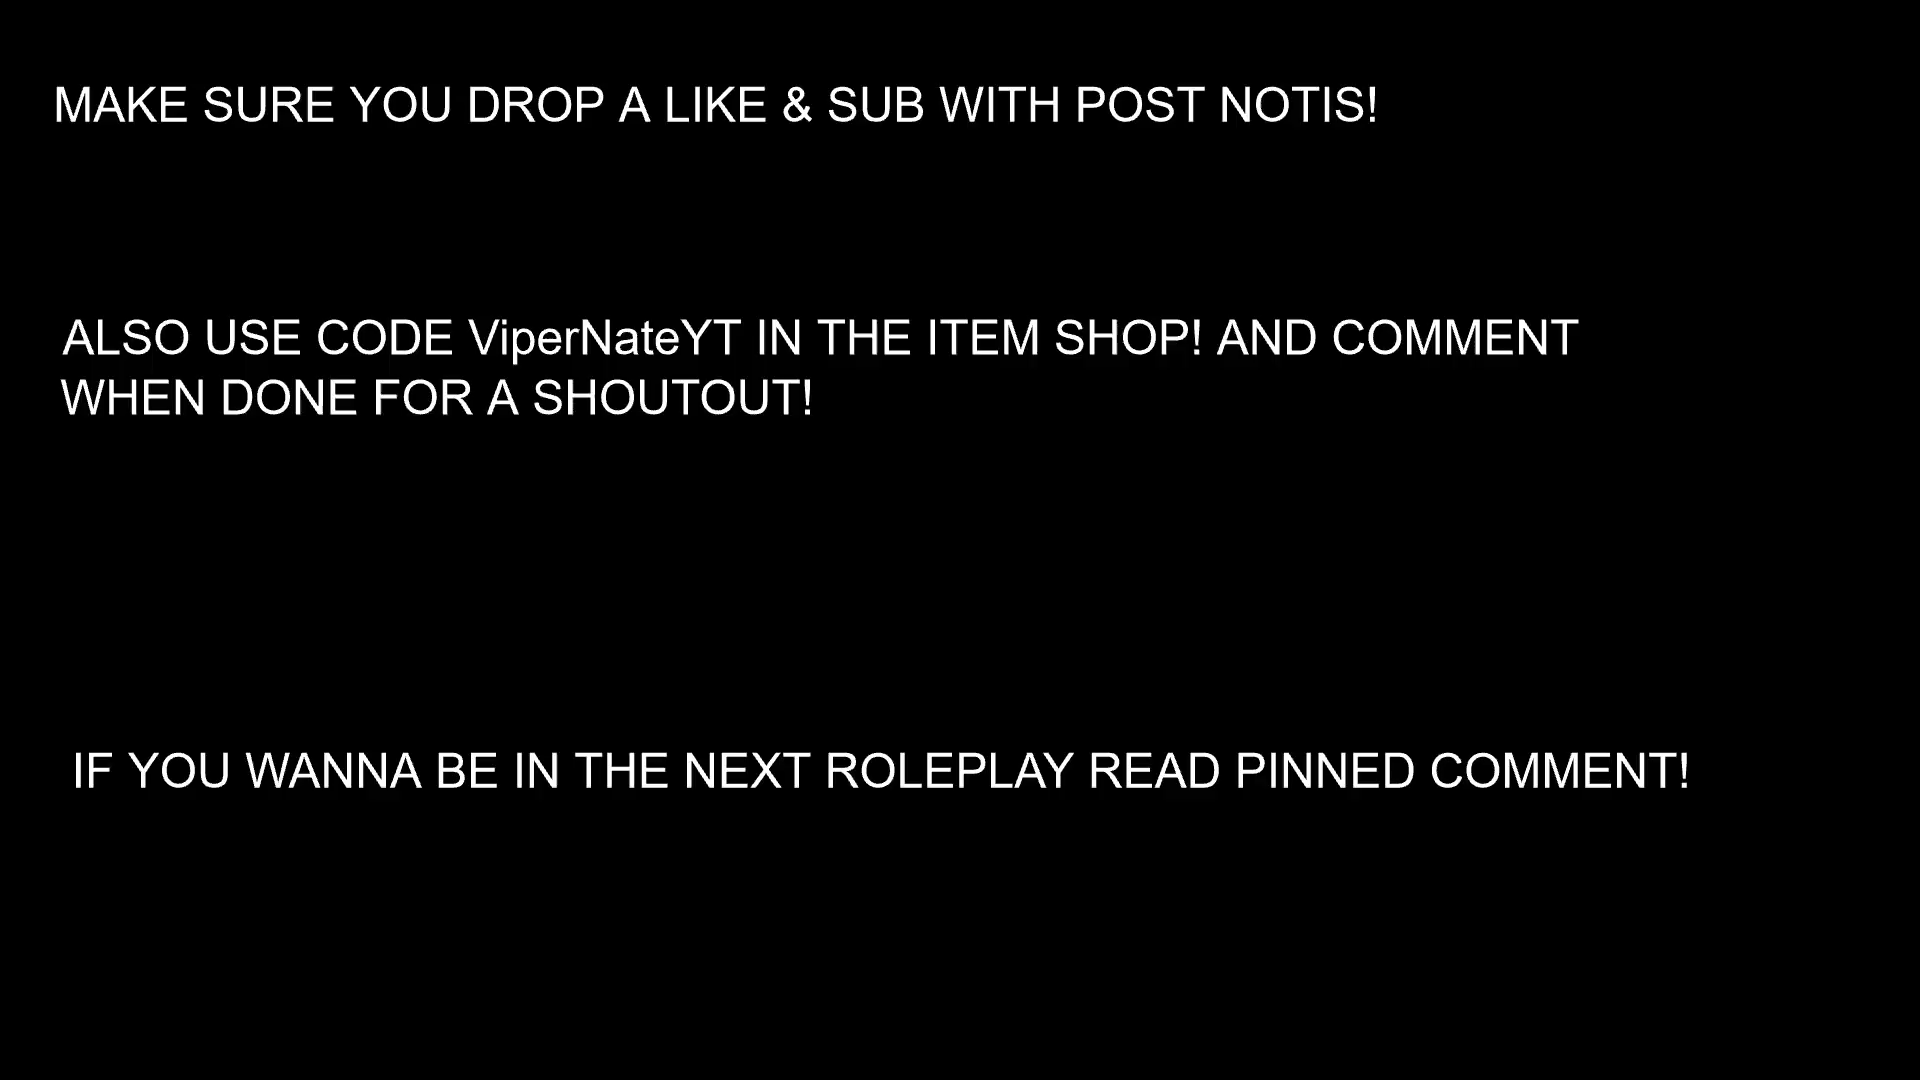 MAKE SURE YOU DROP A LIKE & SUB WITH POST NOTIS!
ALSO USE CODE ViperNateYT IN THE ITEM SHOP! AND COMMENT
WHEN DONE FOR A SHOUTOUT!
IF YOU WANNA BE IN THE NEXT ROLEPLAY READ PINNED COMMENT!